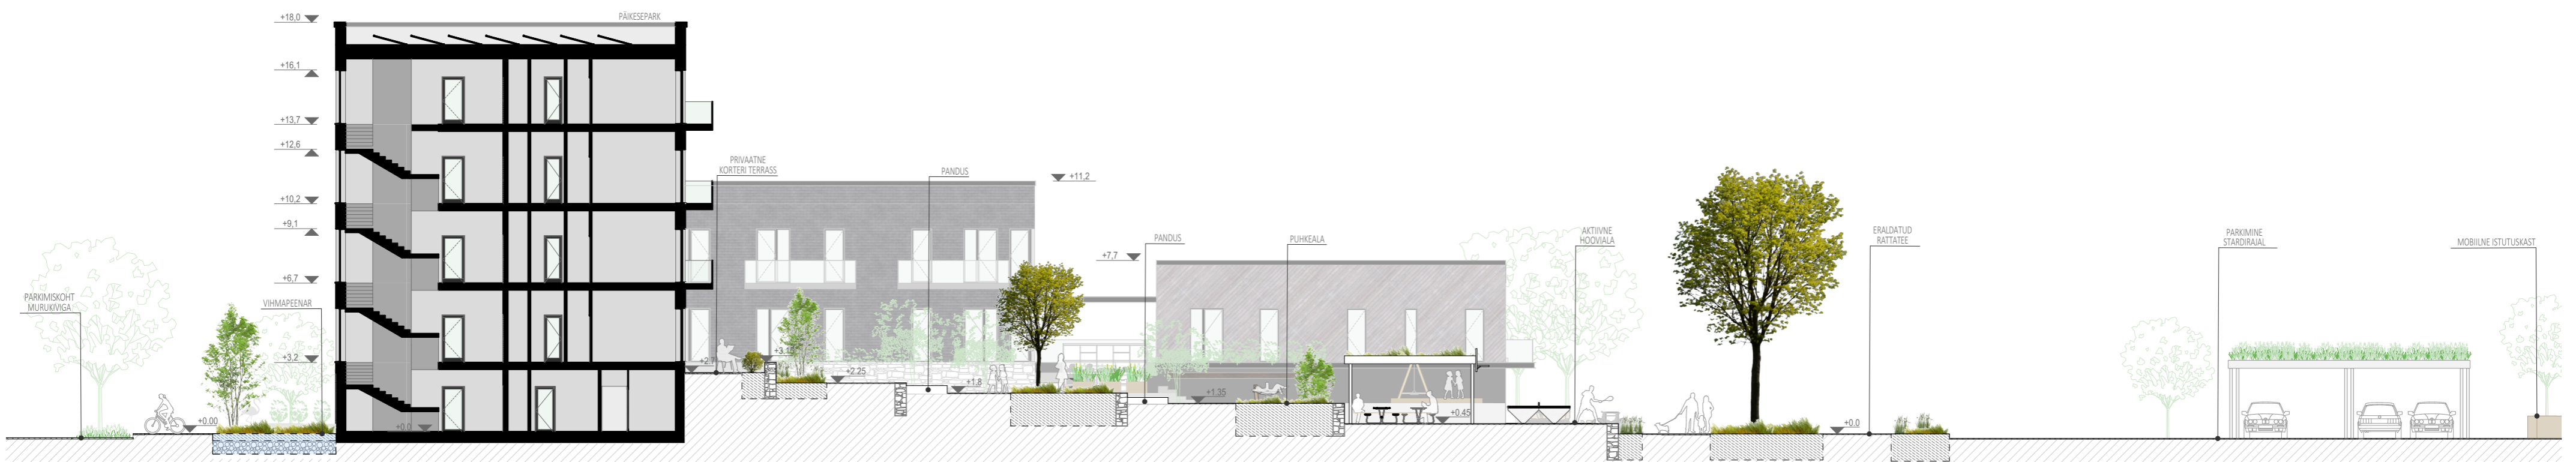 +18,0
PÄIKESEPARK
+16,1
+13,7
+12,6
+10,2
+9,1
+6,7
+3,2
+0.00
+0.0
PARKIMISKOHT
MURUKIVIGA
VIHMAPEENAR
PRIVAATNE
KORTERI TERRASS
PANDUS
+11,2
+7,7
PANDUS
PUHKEALA
AKTIIVNE
HOOVIALA
ERALDATUD
RATTATEE
PARKIMINE
STARDIRAJAL
MOBIILNE ISTUTUSKAST
+2.25
+1.8
+1.35
+0.45
+0.0